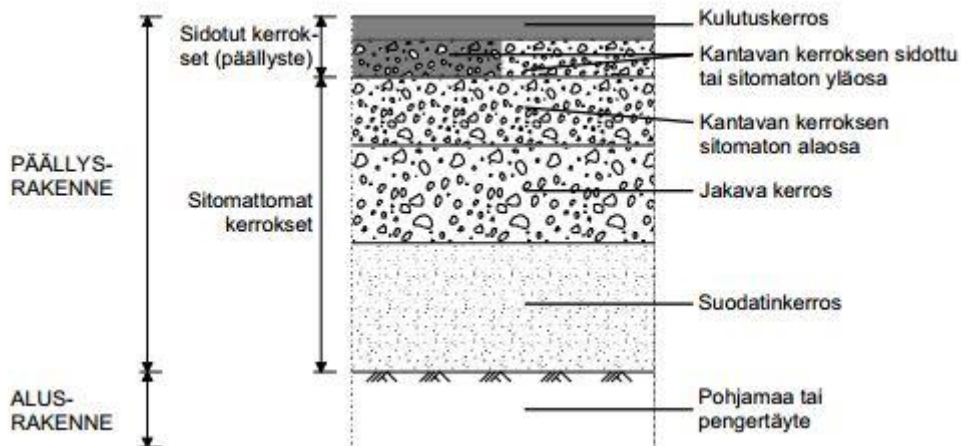 Sidotut kerrok-
set (päällyste)
PÄÄLLYS-
RAKENNE
Sitomattomat
kerrokset
ALUS-
RAKENNE
Kulutuskerros
Kantavan kerroksen sidottu
tai sitomaton yläosa
Kantavan kerroksen
sitomaton alaosa
Jakava kerros
Suodatinkerros
Pohjamaa tai
pengertäyte